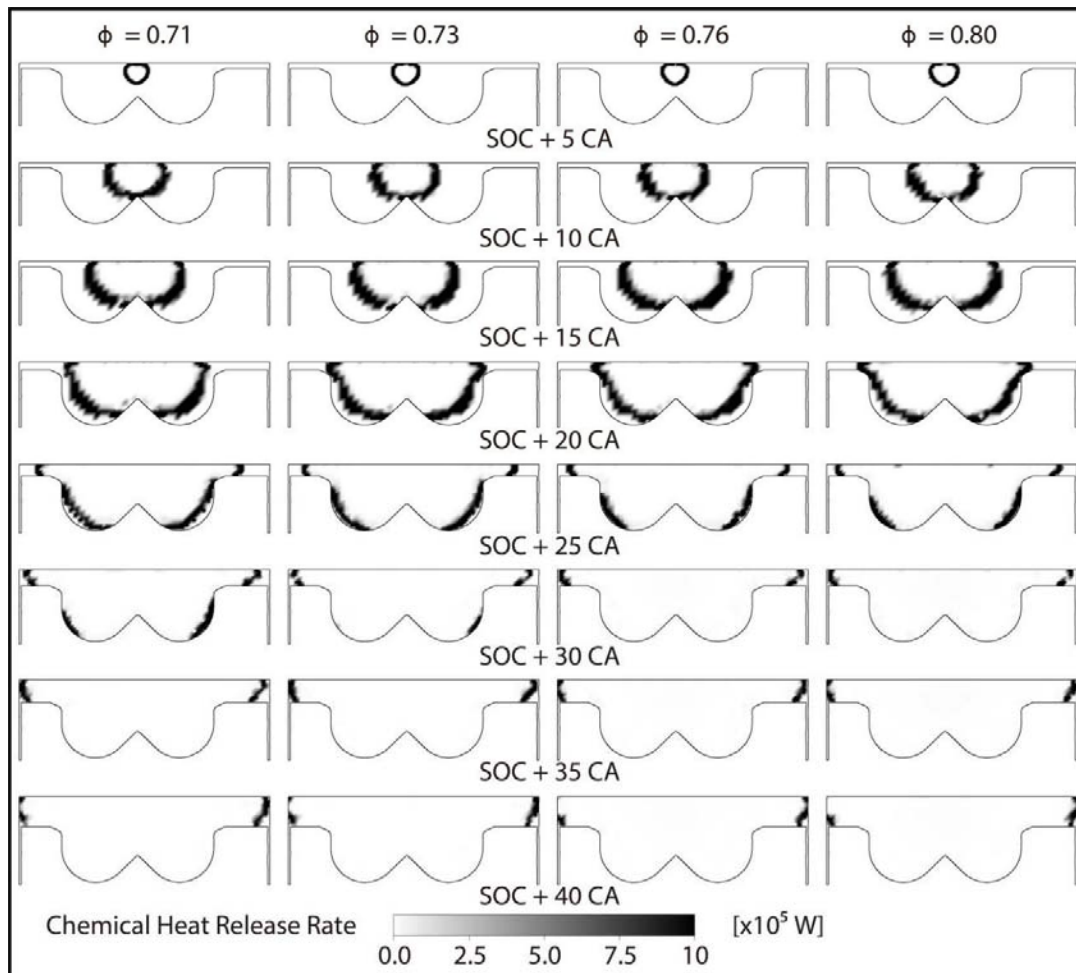 ϕ = 0.71 ϕ = 0.73 ϕ = 0.76 ϕ = 0.80
SOC + 5 CA
SOC + 10 CA
SOC + 15 CA
SOC + 20 CA
SOC + 25 CA
SOC + 30 CA
SOC + 35 CA
SOC + 40 CA
Chemical Heat Release Rate [x10⁵ W]
0.0 2.5 5.0 7.5 10